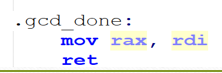 .gcd_done:
mov rax, rdi
ret